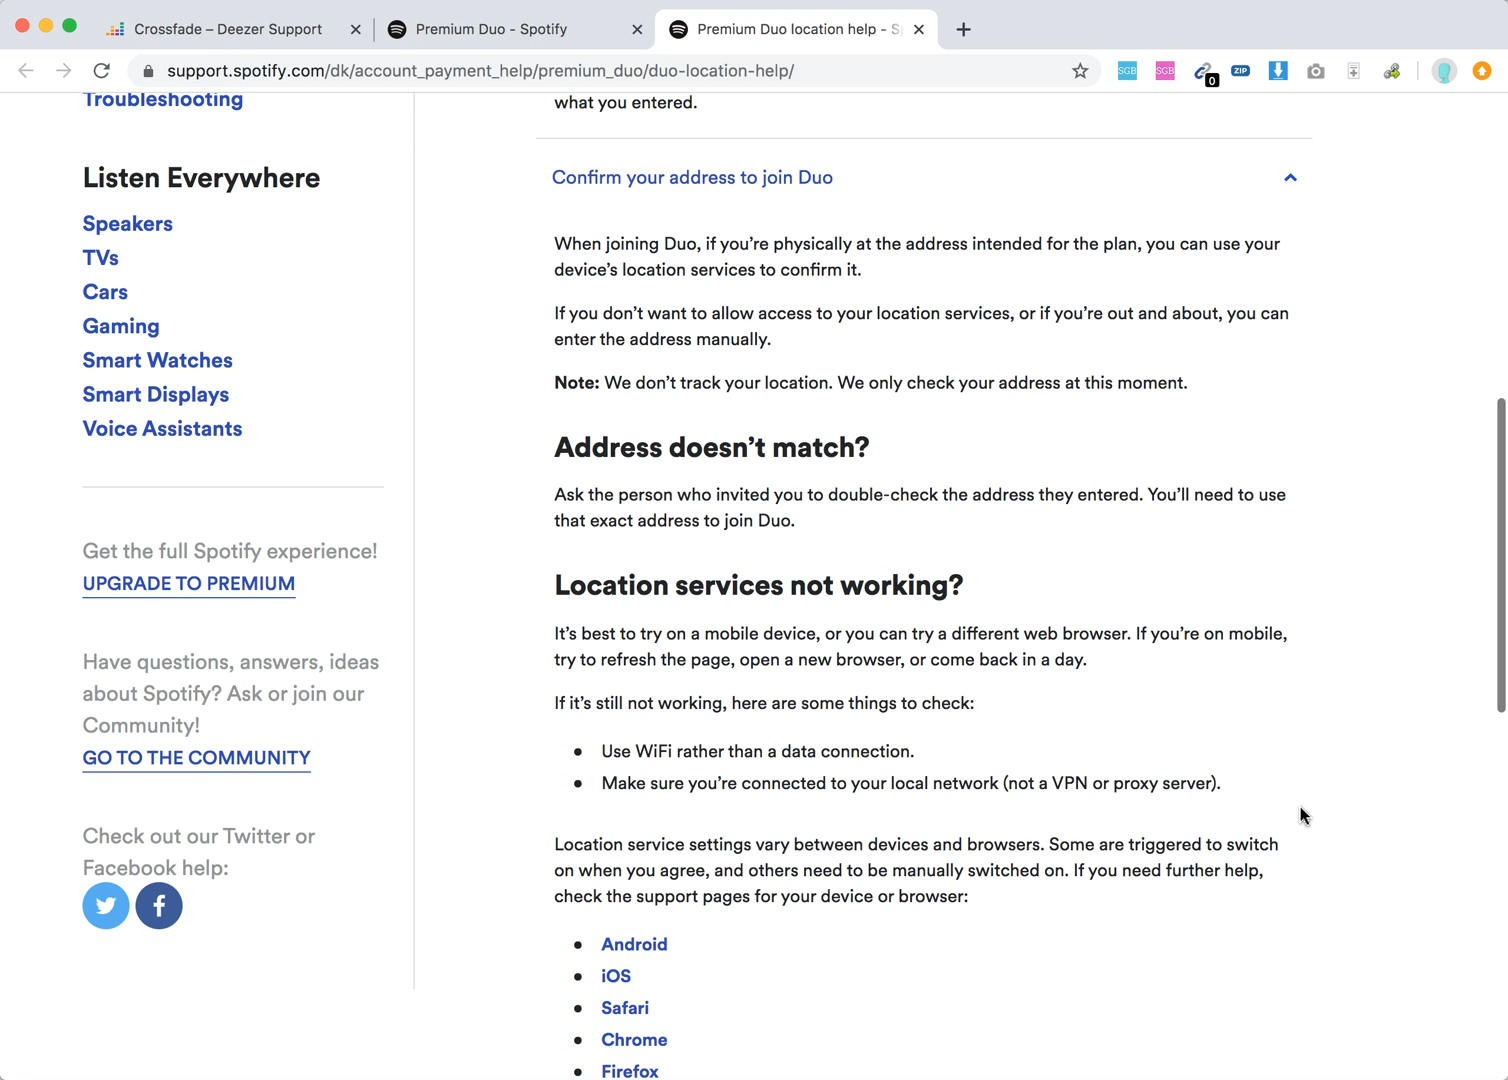 Crossfade – Deezer Support
Premium Duo - Spotify
Premium Duo location help - S
support.spotify.com/dk/account_payment_help/premium_duo/duo-location-help/
SGB
SGB
0
ZIP
Troubleshooting
Listen Everywhere
Speakers
TVs
Cars
Gaming
Smart Watches
Smart Displays
Voice Assistants
Get the full Spotify experience!
UPGRADE TO PREMIUM
Have questions, answers, ideas
about Spotify? Ask or join our
Community!
GO TO THE COMMUNITY
Check out our Twitter or
Facebook help:
what you entered.
Confirm your address to join Duo
When joining Duo, if you’re physically at the address intended for the plan, you can use your
device’s location services to confirm it.
If you don’t want to allow access to your location services, or if you’re out and about, you can
enter the address manually.
Note: We don’t track your location. We only check your address at this moment.
Address doesn’t match?
Ask the person who invited you to double-check the address they entered. You’ll need to use
that exact address to join Duo.
Location services not working?
It’s best to try on a mobile device, or you can try a different web browser. If you’re on mobile,
try to refresh the page, open a new browser, or come back in a day.
If it’s still not working, here are some things to check:
• Use WiFi rather than a data connection.
• Make sure you’re connected to your local network (not a VPN or proxy server).
Location service settings vary between devices and browsers. Some are triggered to switch
on when you agree, and others need to be manually switched on. If you need further help,
check the support pages for your device or browser:
• Android
• iOS
• Safari
• Chrome
• Firefox